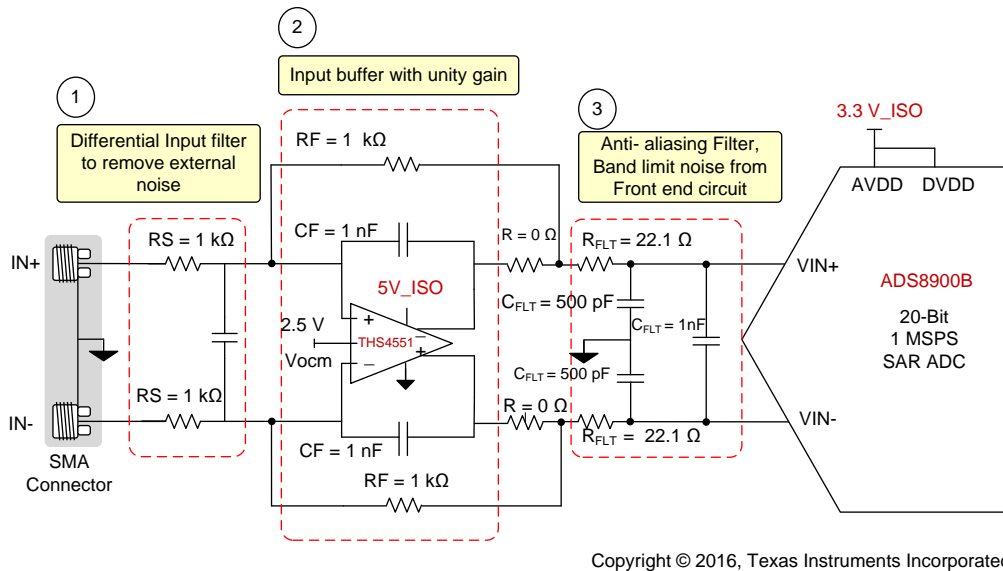 1
Differential Input filter
to remove external
noise
2
Input buffer with unity gain
3
Anti- aliasing Filter,
Band limit noise from
Front end circuit
3.3 V_ISO
AVDD DVDD
RF = 1 kΩ
RS = 1 kΩ
CF = 1 nF
R = 0 Ω
RFLT = 22.1 Ω
IN+
VIN+
5V_ISO
CFLT = 500 pF
ADS8900B
20-Bit
1 MSPS
SAR ADC
2.5 V
+
−
THS4551
CFLT = 1nF
Vocm
−
+
CFLT = 500 pF
RS = 1 kΩ
R = 0 Ω
IN-
VIN-
RFLT = 22.1 Ω
CF = 1 nF
SMA
Connector
RF = 1 kΩ
Copyright © 2016, Texas Instruments Incorporated